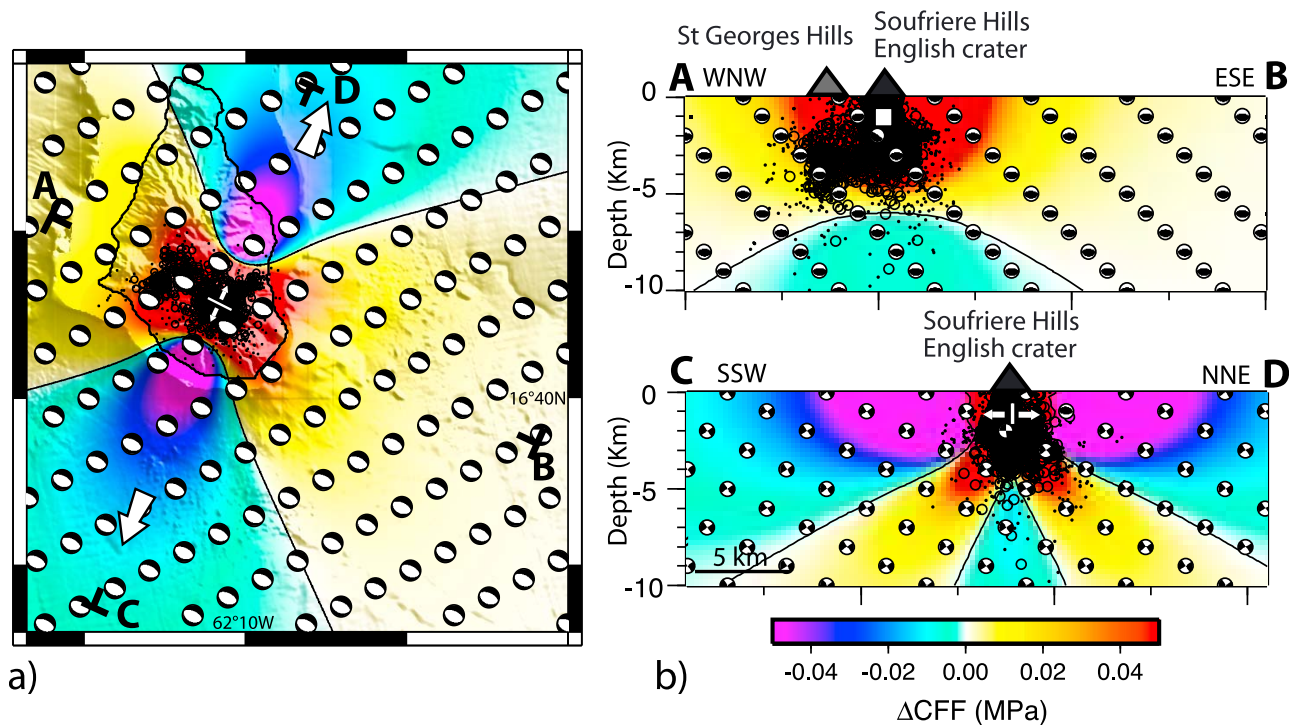 A
D
B
C
16°40N
62°10W
a)
St Georges Hills
Soufriere Hills
English crater
A WNW
ESE B
0
-5
-10
Depth (Km)
Soufriere Hills
English crater
C SSW
NNE D
0
-5
-10
Depth (Km)
5 km
-0.04 -0.02 0.00 0.02 0.04
ΔCFF (MPa)
b)